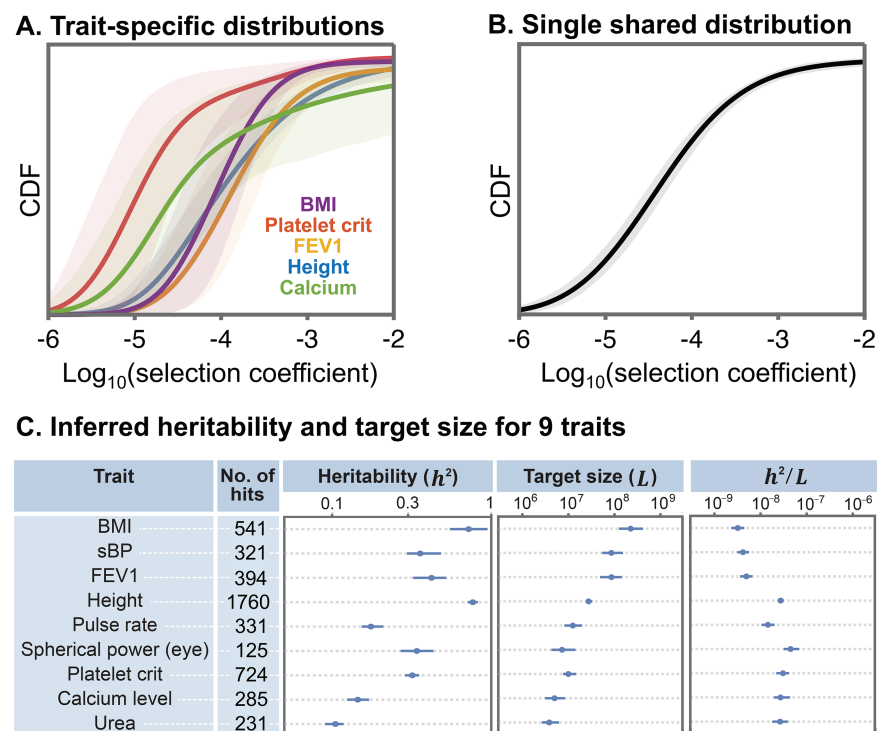 A. Trait-specific distributions
CDF
BMI
Platelet crit
FEV1
Height
Calcium
-6 -5 -4 -3 -2
Log10(selection coefficient)
B. Single shared distribution
CDF
-6 -5 -4 -3 -2
Log10(selection coefficient)
C. Inferred heritability and target size for 9 traits
Trait No. of hits Heritability (h²) Target size (L) h²/L
0.1 0.3 1 10⁶ 10⁷ 10⁸ 10⁹ 10⁻⁹ 10⁻⁸ 10⁻⁷ 10⁻⁶
BMI 541
sBP 321
FEV1 394
Height 1760
Pulse rate 331
Spherical power (eye) 125
Platelet crit 724
Calcium level 285
Urea 231